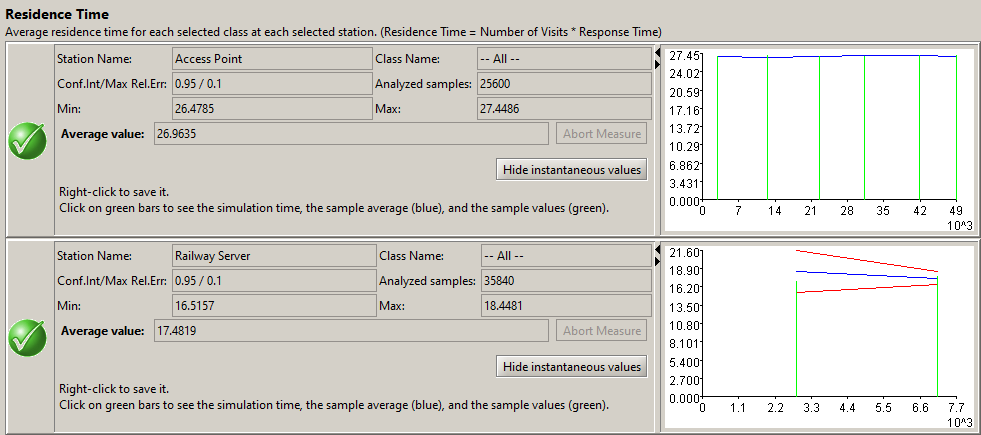 Residence Time
Average residence time for each selected class at each selected station. (Residence Time = Number of Visits * Response Time)
Station Name: Access Point Class Name: -- All --
Conf.Int/Max Rel.Err: 0.95 / 0.1 Analyzed samples: 25600
Min: 26.4785 Max: 27.4486
Average value: 26.9635 Abort Measure
Hide instantaneous values
Right-click to save it.
Click on green bars to see the simulation time, the sample average (blue), and the sample values (green).
27.45
24.02
20.59
17.16
13.72
10.29
6.862
3.431
0.000
0 7 14 21 28 35 42 49
10^3
Station Name: Railway Server Class Name: -- All --
Conf.Int/Max Rel.Err: 0.95 / 0.1 Analyzed samples: 35840
Min: 16.5157 Max: 18.4481
Average value: 17.4819 Abort Measure
Hide instantaneous values
Right-click to save it.
Click on green bars to see the simulation time, the sample average (blue), and the sample values (green).
21.60
18.90
16.20
13.50
10.80
8.101
5.400
2.700
0.000
0 1.1 2.2 3.3 4.4 5.5 6.6 7.7
10^3